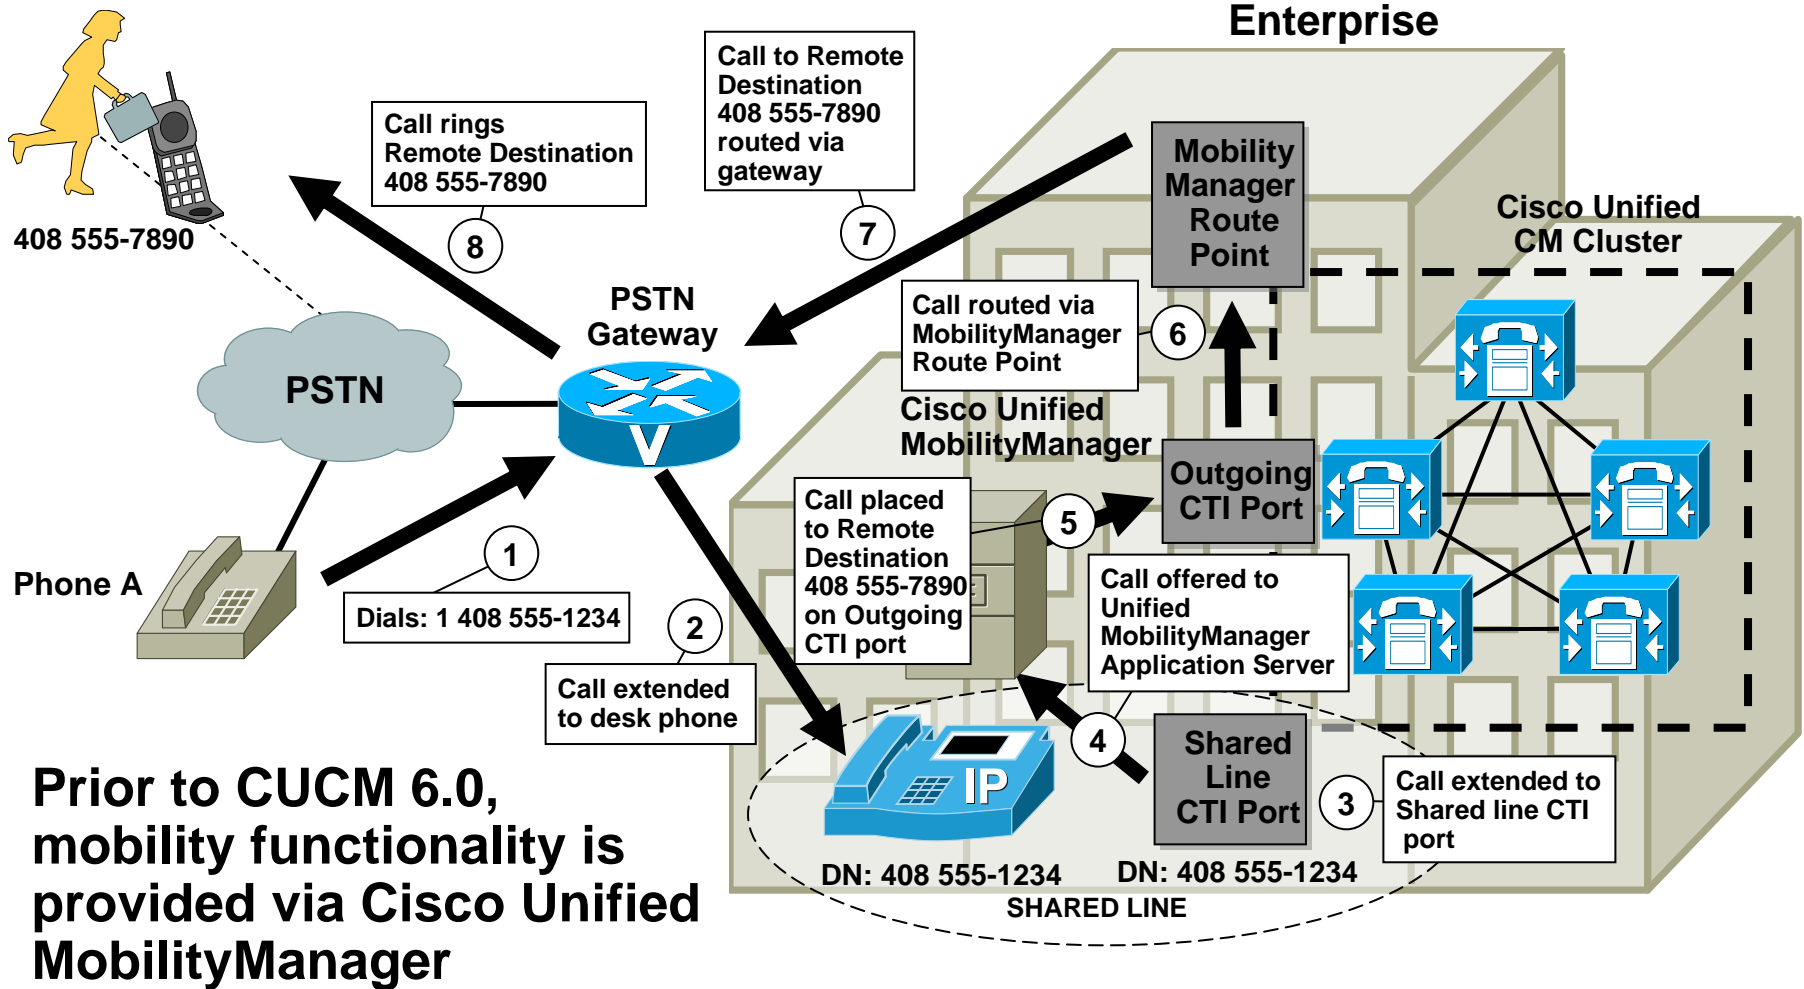 Enterprise
Call to Remote
Destination
408 555-7890
routed via
gateway
Call rings
Remote Destination
408 555-7890
Mobility
Manager
Route
Point
Cisco Unified
CM Cluster
408 555-7890
8
7
PSTN
Gateway
Call routed via
MobilityManager
Route Point
6
PSTN
V
Cisco Unified
MobilityManager
Outgoing
CTI Port
Call placed
to Remote
Destination
408 555-7890
on Outgoing
CTI port
5
1
Phone A
Dials: 1 408 555-1234
2
Call offered to
Unified
MobilityManager
Application Server
Call extended
to desk phone
4
IP
Shared
Line
CTI Port
3
Call extended to
Shared line CTI
port
DN: 408 555-1234
DN: 408 555-1234
SHARED LINE
Prior to CUCM 6.0,
mobility functionality is
provided via Cisco Unified
MobilityManager